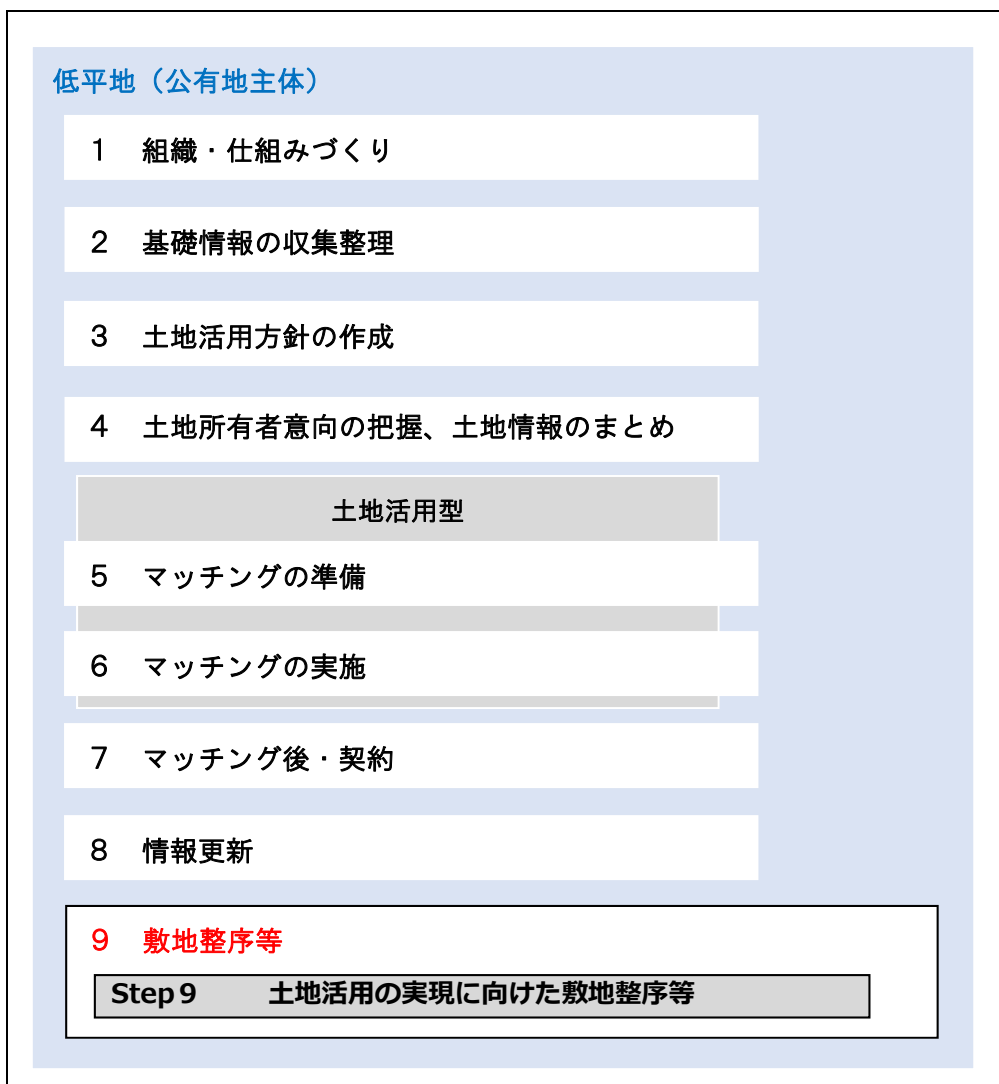 低平地（公有地主体）
１　組織・仕組みづくり
２　基礎情報の収集整理
３　土地活用方針の作成
４　土地所有者意向の把握、土地情報のまとめ
土地活用型
５　マッチングの準備
６　マッチングの実施
７　マッチング後・契約
８　情報更新
９　敷地整序等
Step９　　土地活用の実現に向けた敷地整序等